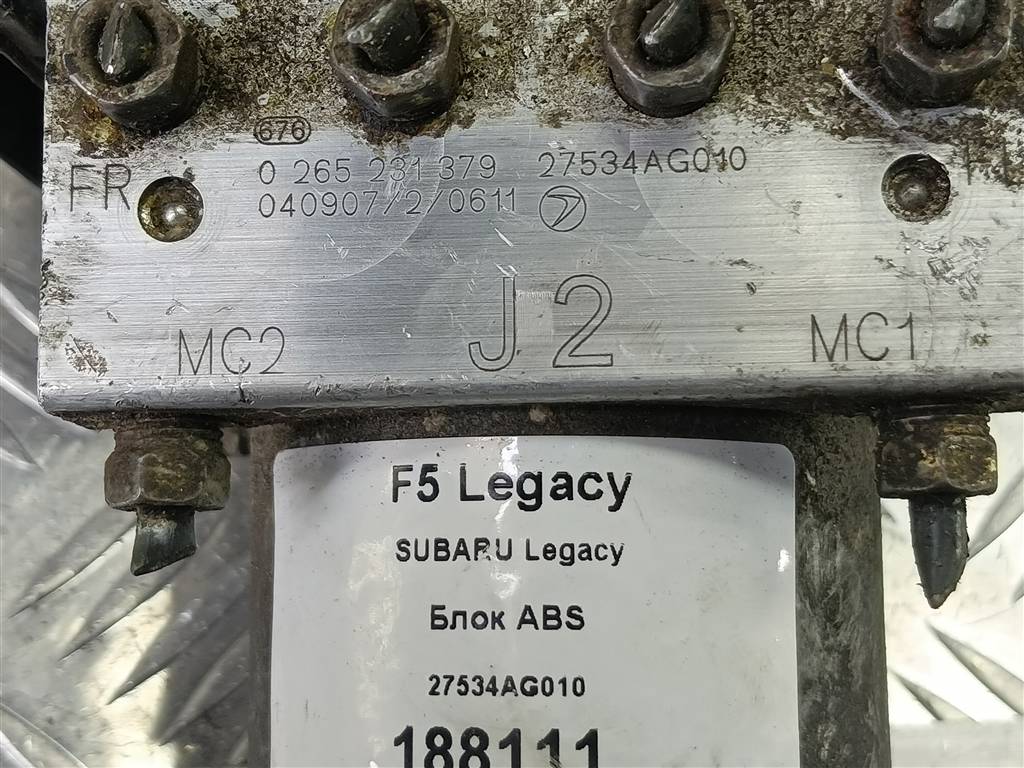 676
0 265 231 379 27534AG010
FR
040907/2/0611
J2
MC2 MC1
F5 Legacy
SUBARU Legacy
Блок ABS
27534AG010
188111